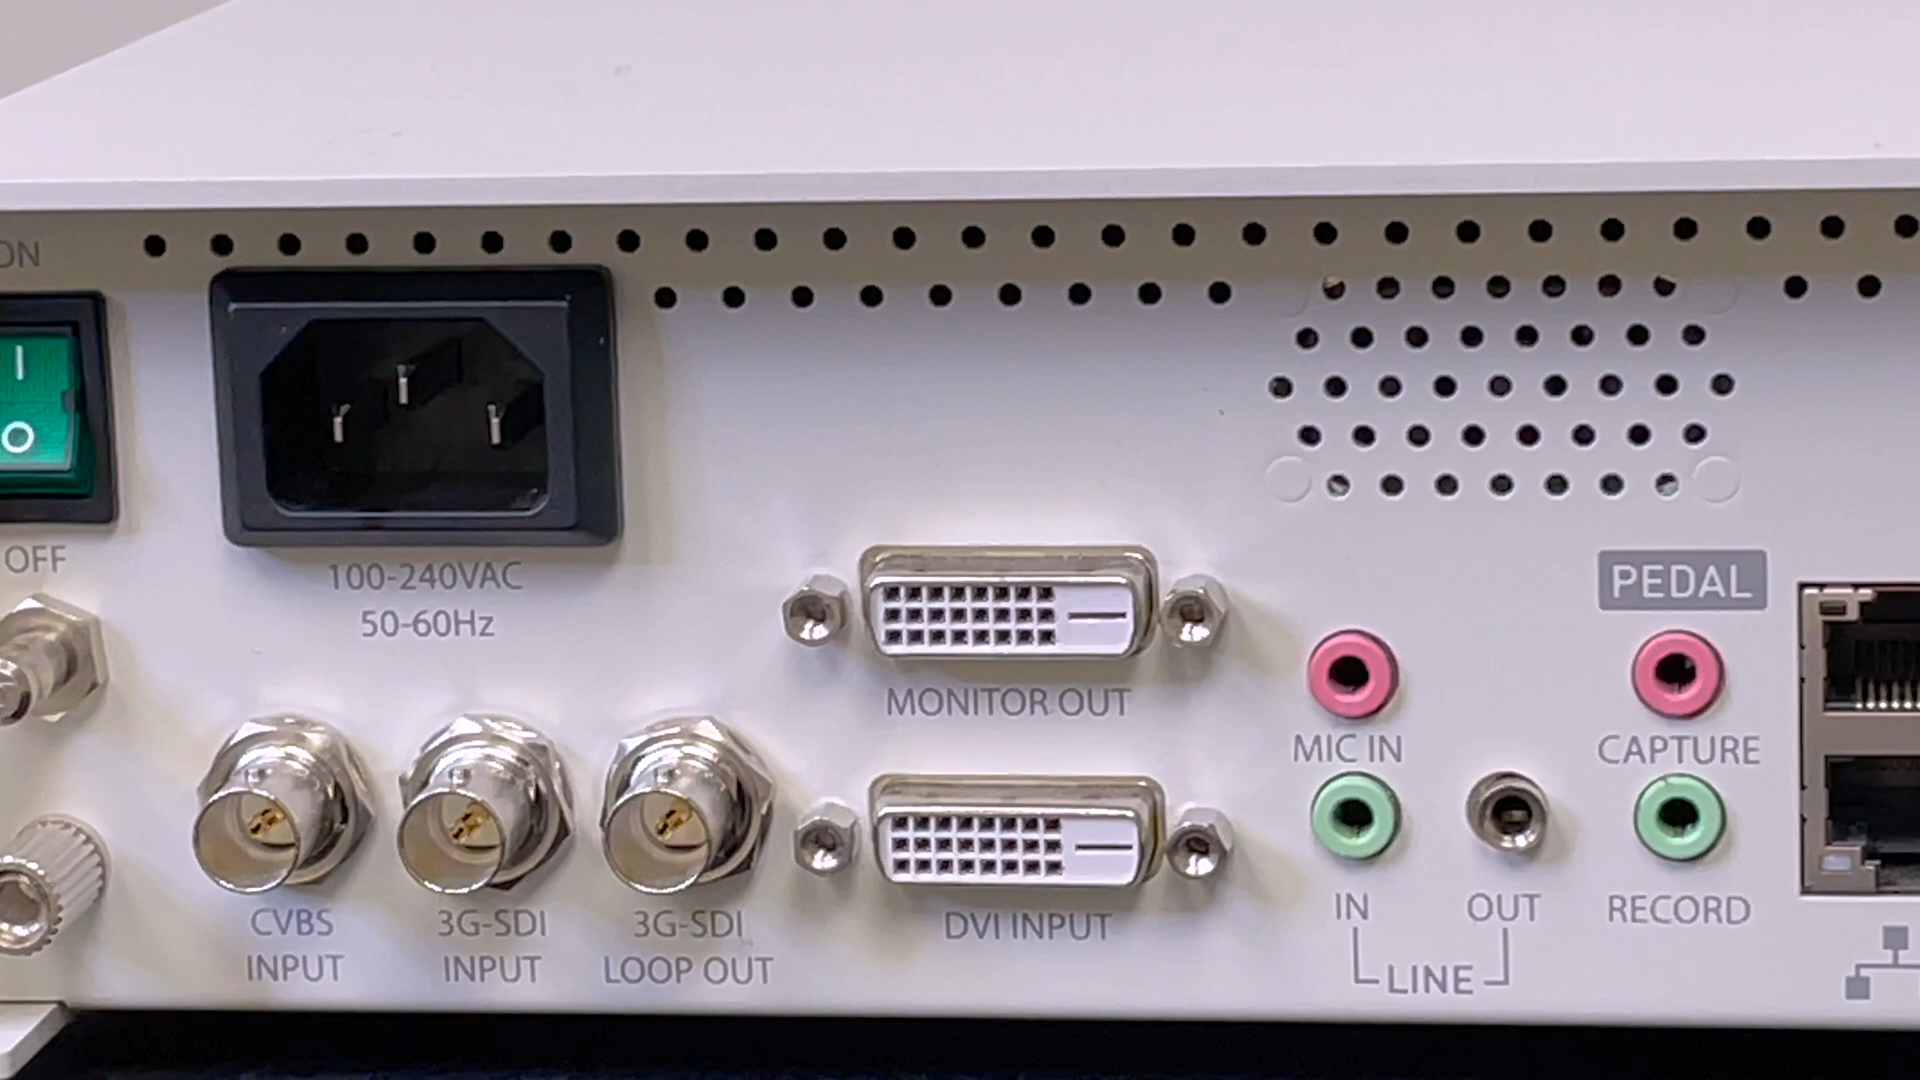 ON
I
O
OFF
100-240VAC
50-60Hz
PEDAL
MONITOR OUT
MIC IN
CAPTURE
CVBS
INPUT
3G-SDI
INPUT
3G-SDI
LOOP OUT
DVI INPUT
IN
OUT
LINE
RECORD